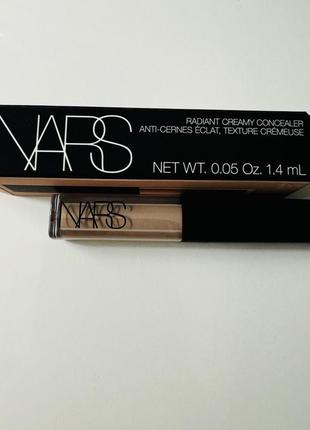 NARS
RADIANT CREAMY CONCEALER
ANTI-CERNES ÉCLAT, TEXTURE CRÉMEUSE
NET WT. 0.05 Oz. 1.4 mL
NARS